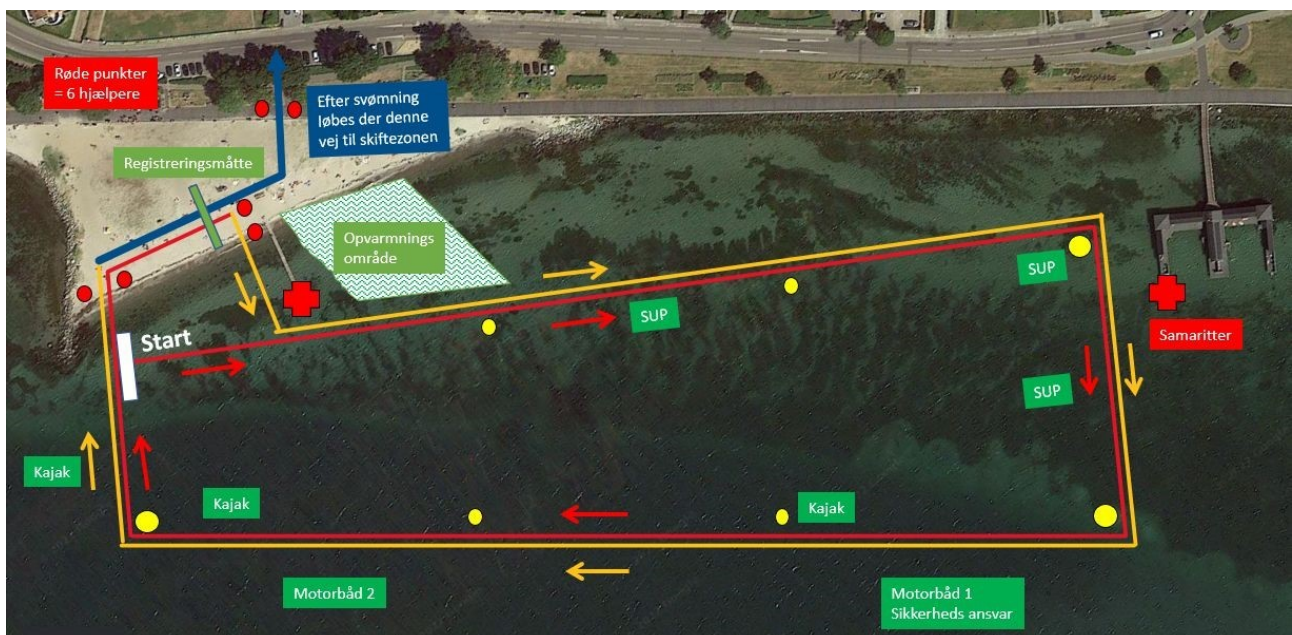 Røde punkter
= 6 hjælpere
Efter svømning
løbes der denne
vej til skiftezonen
Registreringsmåtte
Opvarmnings
område
SUP
Start
SUP
Samaritter
SUP
Kajak
Kajak
Kajak
Motorbåd 2
Motorbåd 1
Sikkerheds ansvar